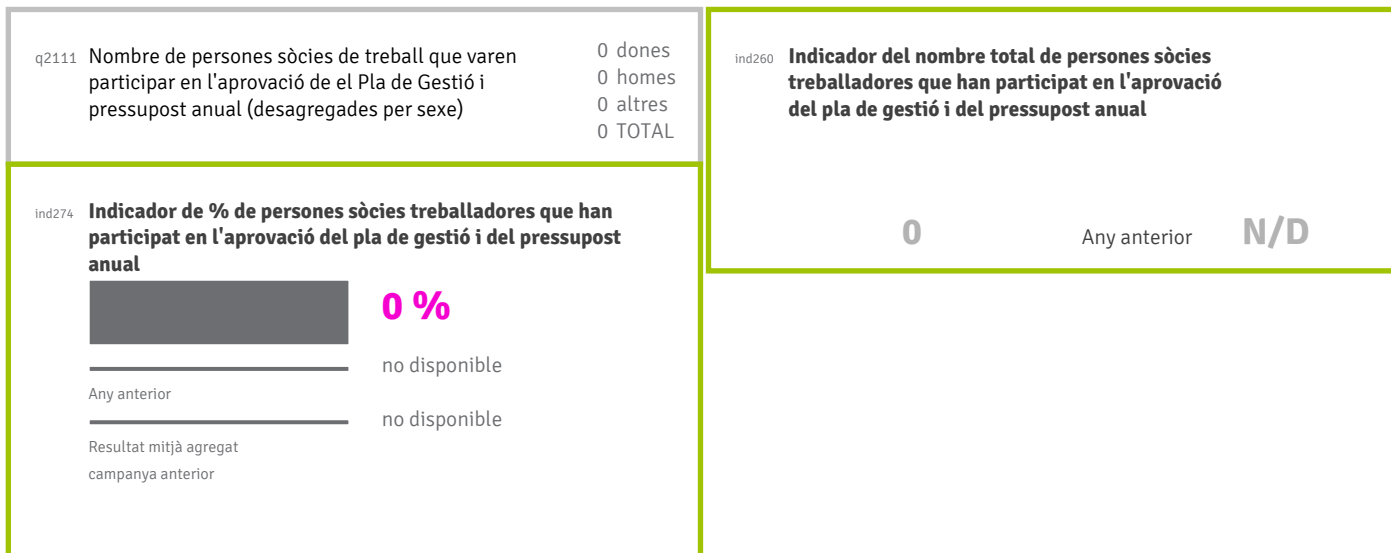 q2111 Nombre de persones sòcies de treball que varen
participar en l'aprovació de el Pla de Gestió i
pressupost anual (desagregades per sexe)
0 dones
0 homes
0 altres
0 TOTAL
ind260 Indicador del nombre total de persones sòcies
treballadores que han participat en l'aprovació
del pla de gestió i del pressupost anual
0 Any anterior N/D
ind274 Indicador de % de persones sòcies treballadores que han
participat en l'aprovació del pla de gestió i del pressupost
anual
0 %
no disponible
Any anterior
no disponible
Resultat mitjà agregat
campanya anterior